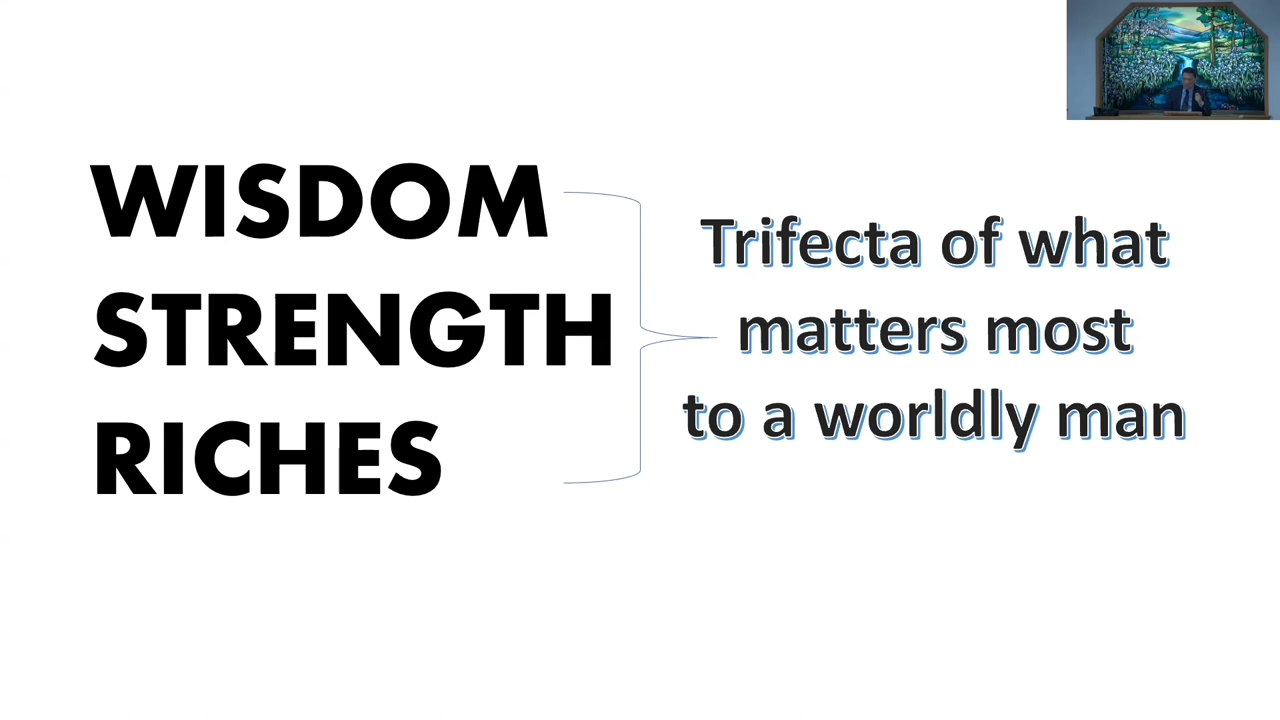 WISDOM
STRENGTH
RICHES
Trifecta of what
matters most
to a worldly man